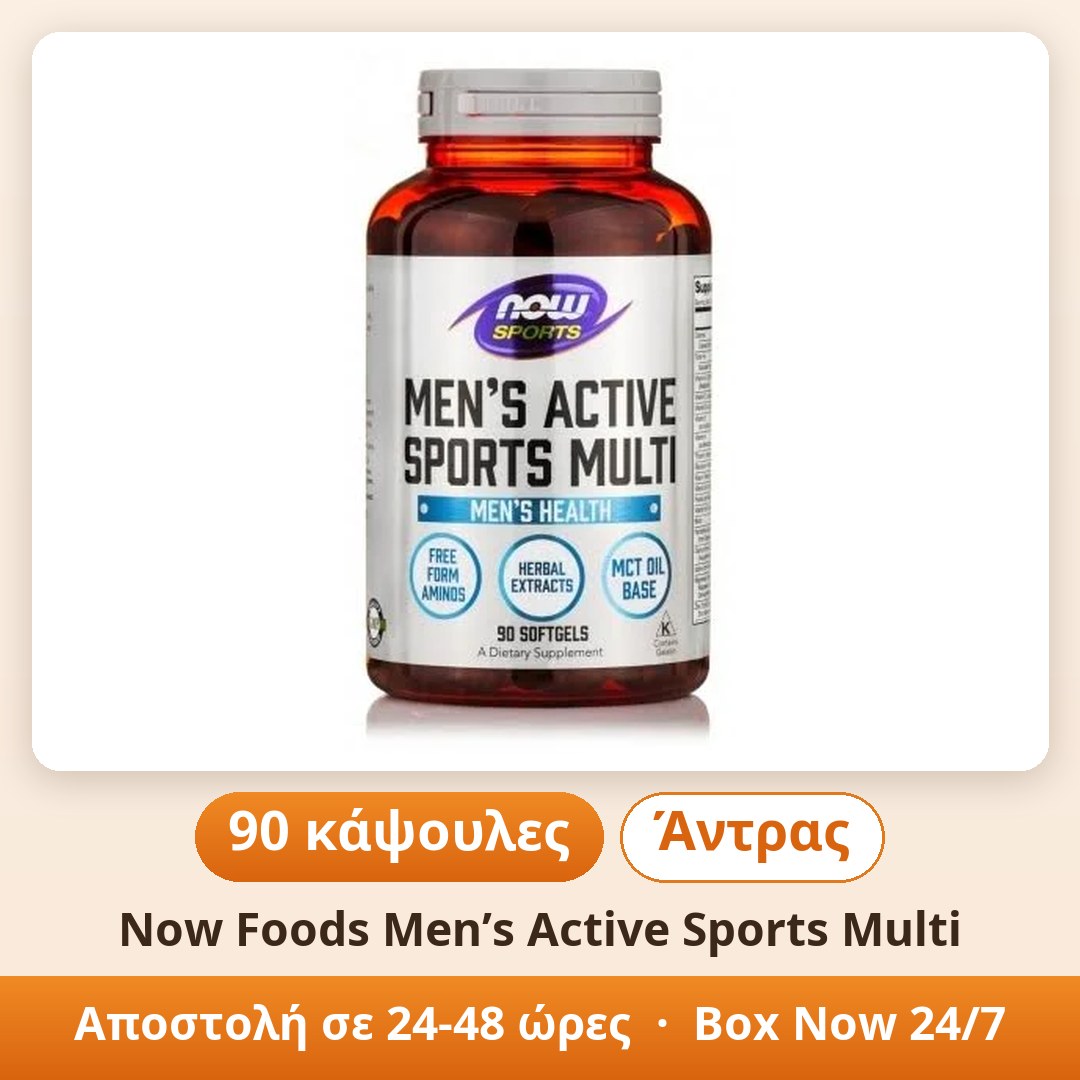 now
SPORTS
MEN'S ACTIVE
SPORTS MULTI
MEN'S HEALTH
FREE
FORM
AMINOS
HERBAL
EXTRACTS
MCT OIL
BASE
90 SOFTGELS
A Dietary Supplement
K
Contains
Gelatin
90 κάψουλες
Άντρας
Now Foods Men’s Active Sports Multi
Αποστολή σε 24-48 ώρες · Box Now 24/7